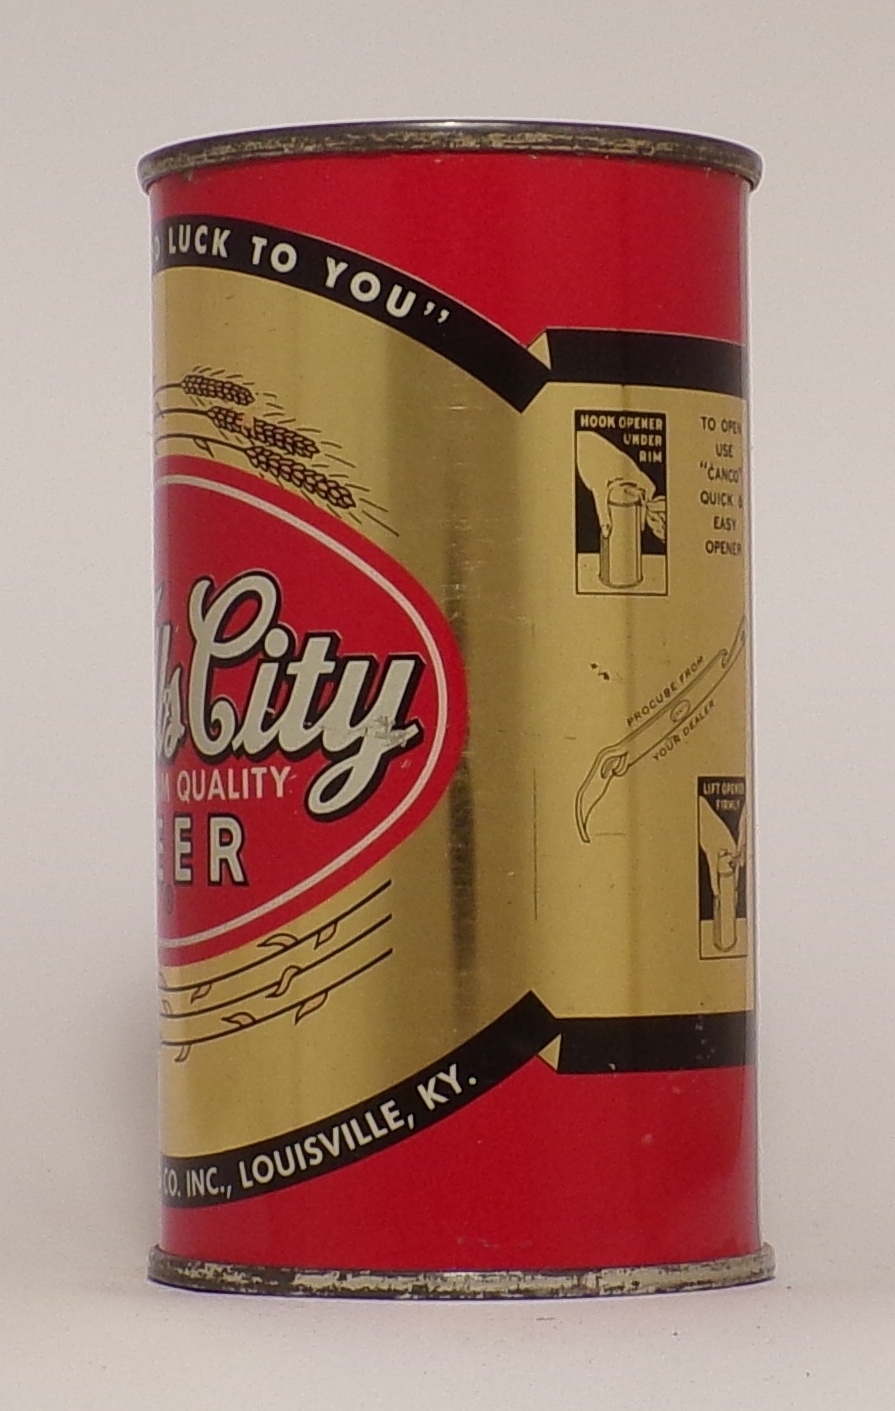 LUCK TO YOU”
City
QUALITY
EER
CO. INC., LOUISVILLE, KY.
HOOK OPENER
UNDER
RIM
TO OPEN
USE
“CANCO”
QUICK &
EASY
OPENER
PROCURE FROM
YOUR DEALER
LIFT OPENER
FIRMLY